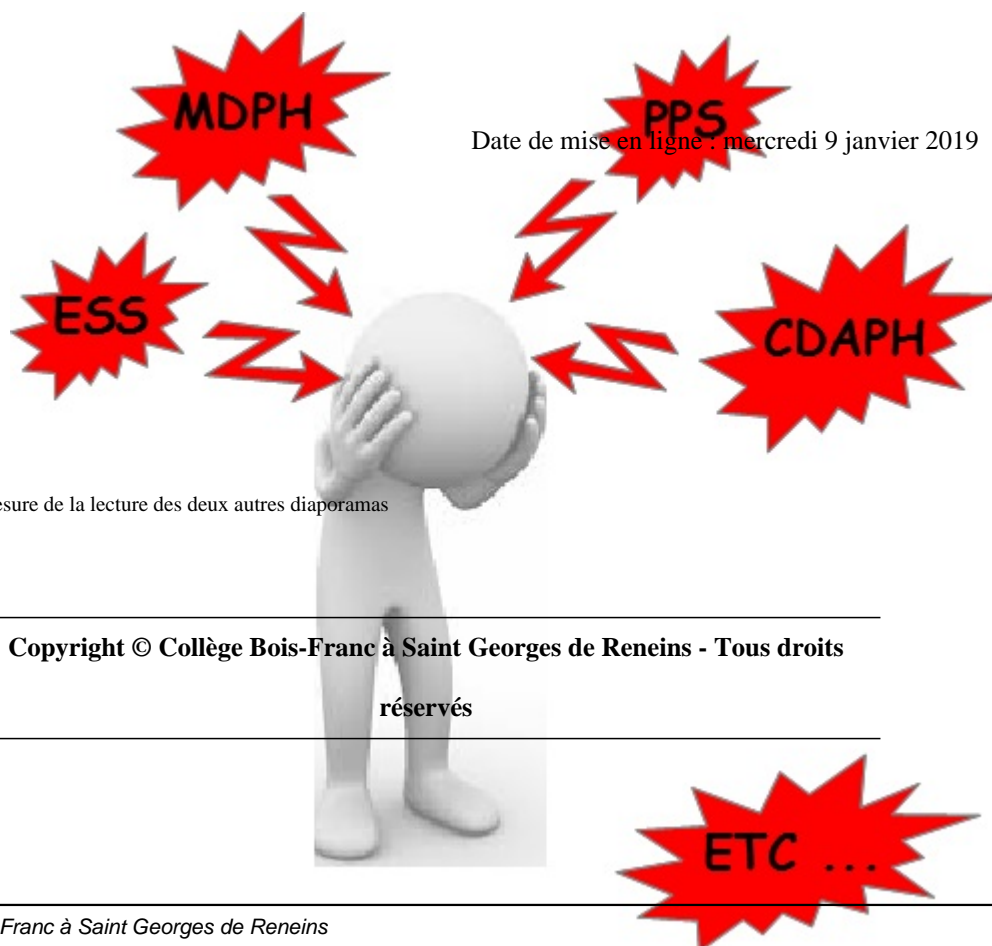 MDPH
PPS
Date de mise en ligne : mercredi 9 janvier 2019
ESS
CDAPH
esure de la lecture des deux autres diaporamas
Copyright © Collège Bois-Franc à Saint Georges de Reneins - Tous droits
réservés
ETC ...
Franc à Saint Georges de Reneins